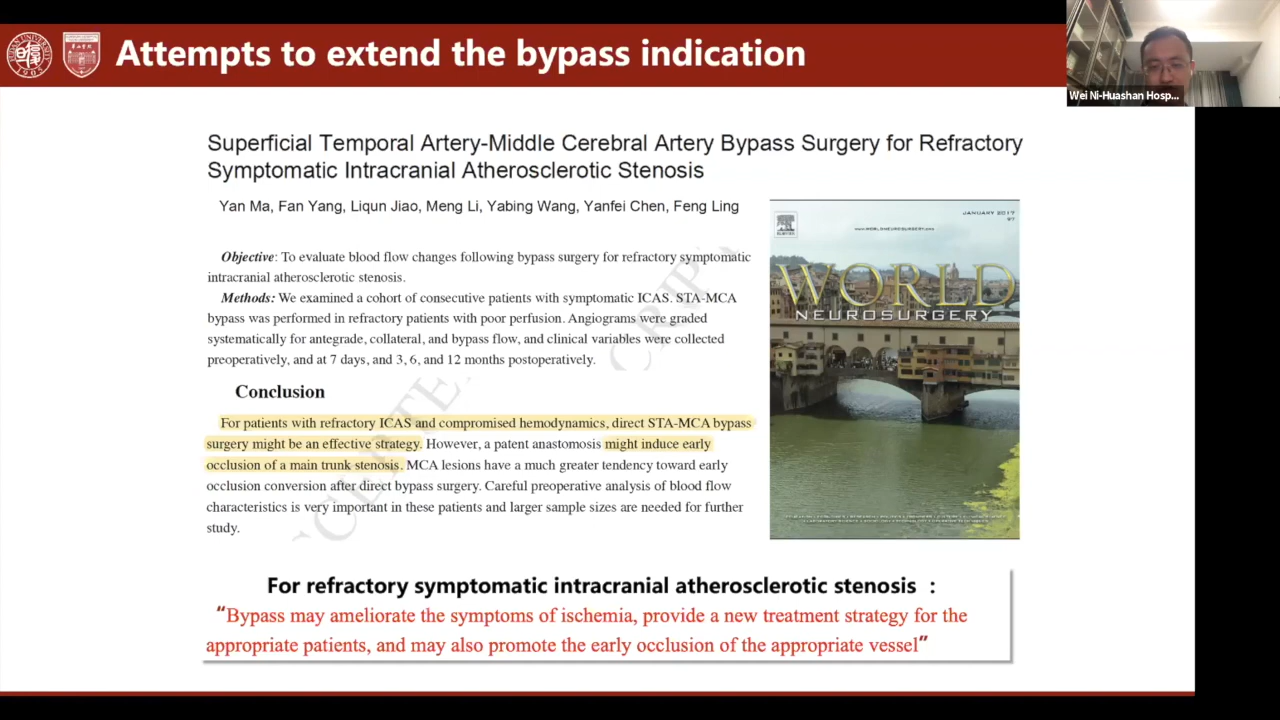 Attempts to extend the bypass indication
Wei Ni-Huashan Hosp...
Superficial Temporal Artery-Middle Cerebral Artery Bypass Surgery for Refractory
Symptomatic Intracranial Atherosclerotic Stenosis
Yan Ma, Fan Yang, Liqun Jiao, Meng Li, Yabing Wang, Yanfei Chen, Feng Ling
Objective: To evaluate blood flow changes following bypass surgery for refractory symptomatic
intracranial atherosclerotic stenosis.
Methods: We examined a cohort of consecutive patients with symptomatic ICAS. STA-MCA
bypass was performed in refractory patients with poor perfusion. Angiograms were graded
systematically for antegrade, collateral, and bypass flow, and clinical variables were collected
preoperatively, and at 7 days, and 3, 6, and 12 months postoperatively.
Conclusion
For patients with refractory ICAS and compromised hemodynamics, direct STA-MCA bypass
surgery might be an effective strategy. However, a patent anastomosis might induce early
occlusion of a main trunk stenosis. MCA lesions have a much greater tendency toward early
occlusion conversion after direct bypass surgery. Careful preoperative analysis of blood flow
characteristics is very important in these patients and larger sample sizes are needed for further
study.
JANUARY 2017
97
WORLD
NEUROSURGERY
For refractory symptomatic intracranial atherosclerotic stenosis :
“Bypass may ameliorate the symptoms of ischemia, provide a new treatment strategy for the
appropriate patients, and may also promote the early occlusion of the appropriate vessel”